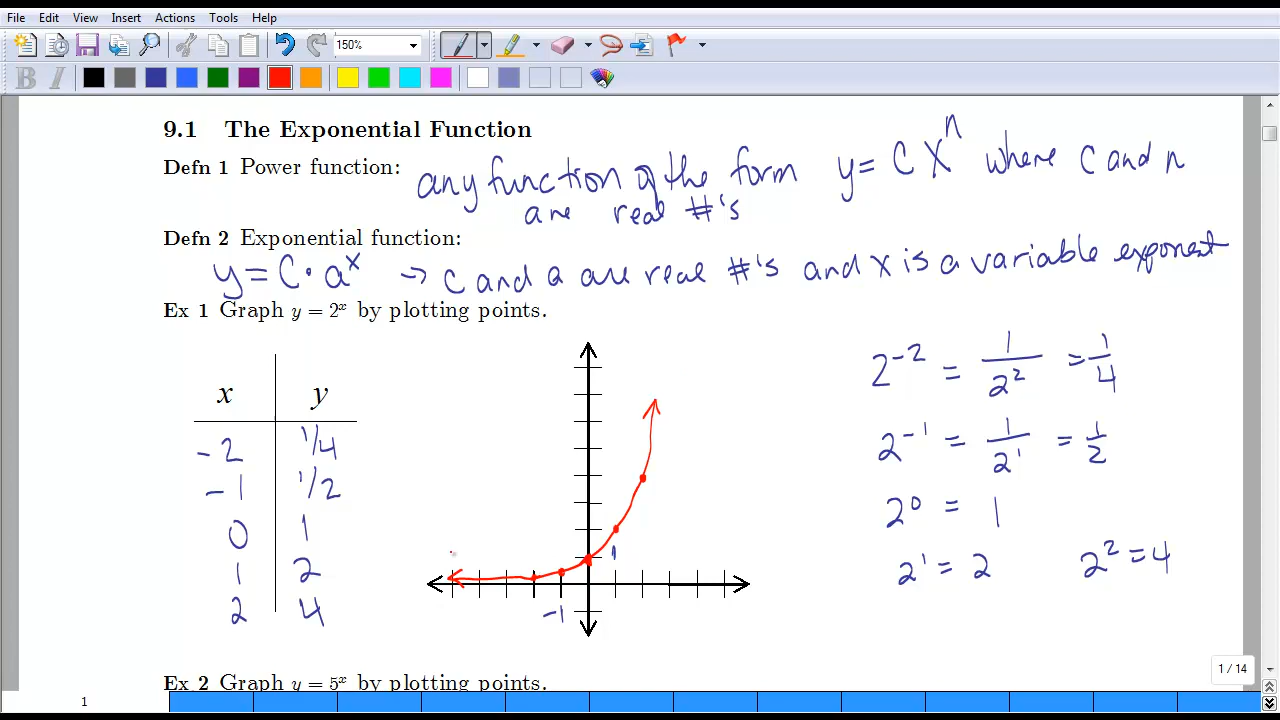 File Edit View Insert Actions Tools Help
150%
B I
9.1 The Exponential Function
Defn 1 Power function: any function of the form y = C X^n where C and n
are real #'s
Defn 2 Exponential function:
y = C · a^x → C and a are real #'s and x is a variable exponent
Ex 1 Graph y = 2^x by plotting points.
x y
-2 1/4
-1 1/2
0 1
1 2
2 4
1
-1
2^-2 = 1/2^2 = 1/4
2^-1 = 1/2^1 = 1/2
2^0 = 1
2^1 = 2 2^2 = 4
1 / 14
Ex 2 Graph y = 5^x by plotting points.
1